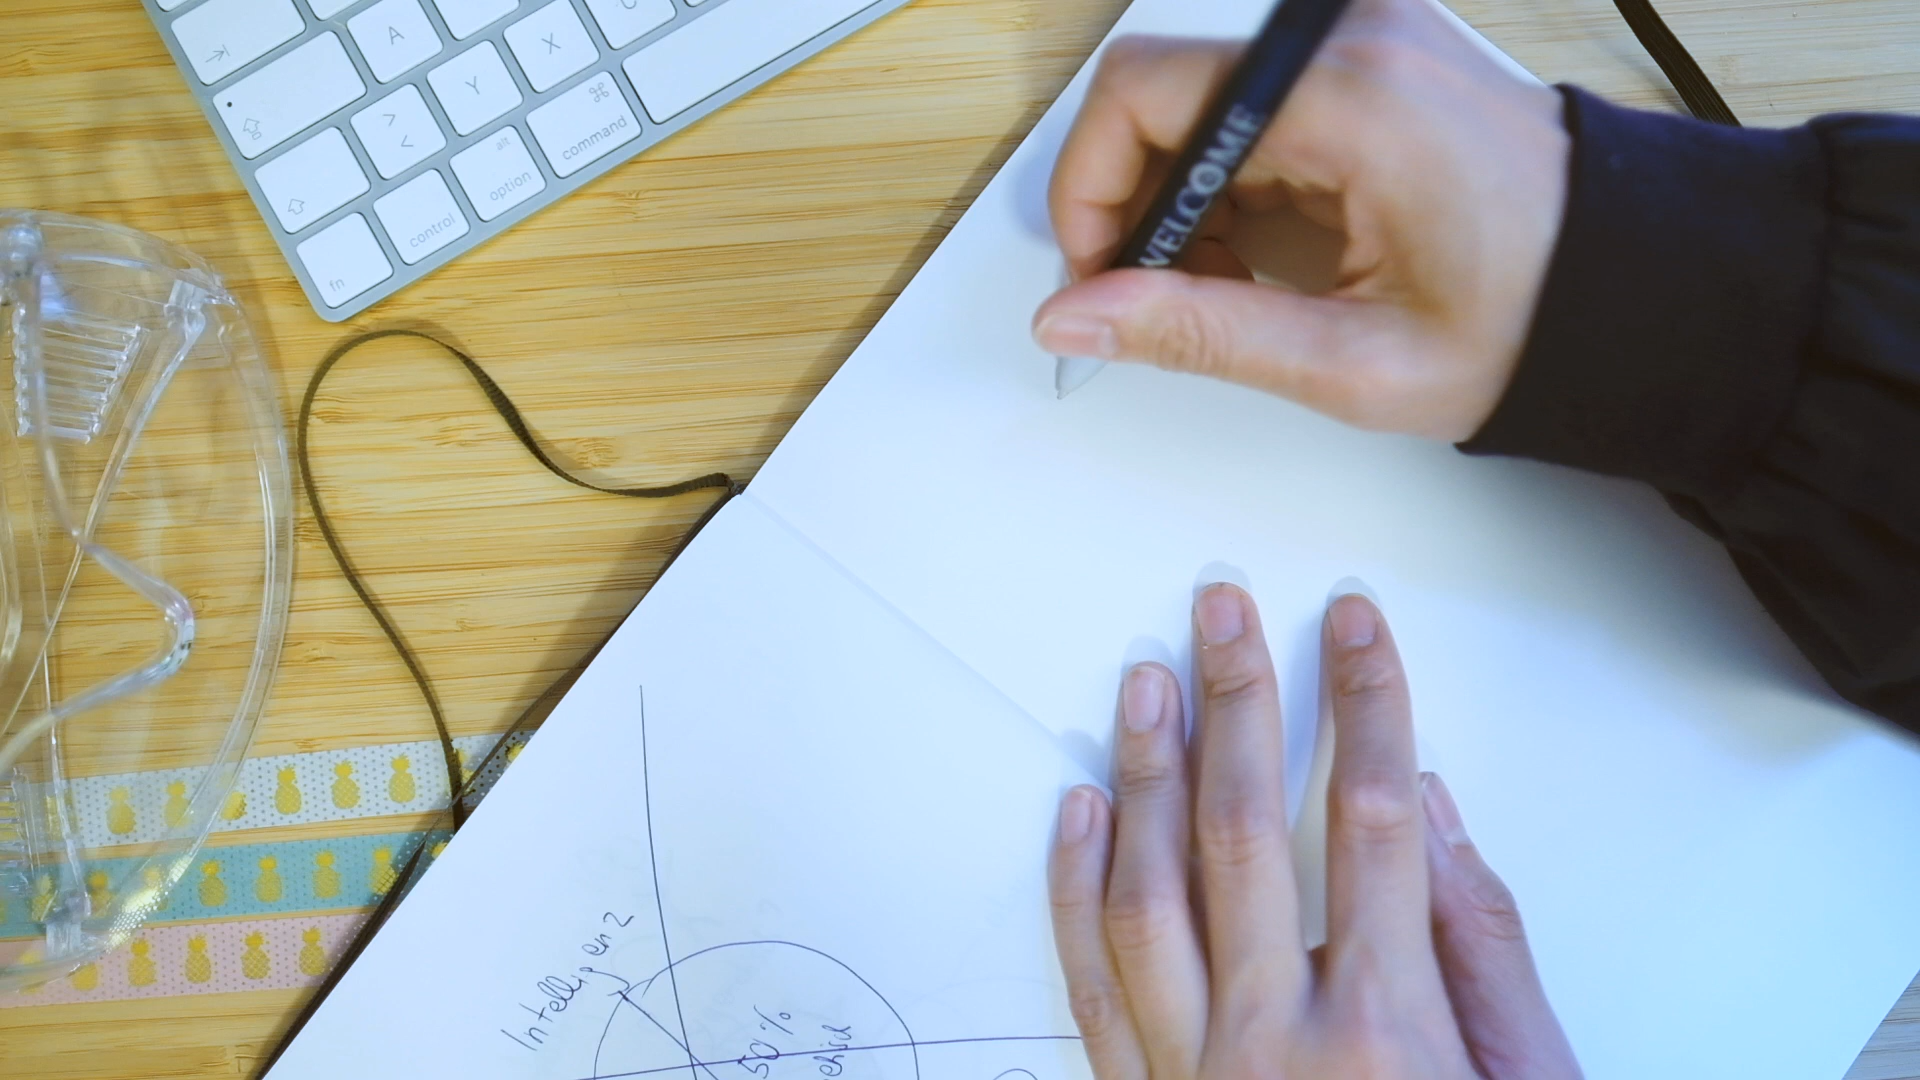 A
X
Y
>
<
⌘
command
alt
option
control
fn
WELCOME
Intelligenz
50%